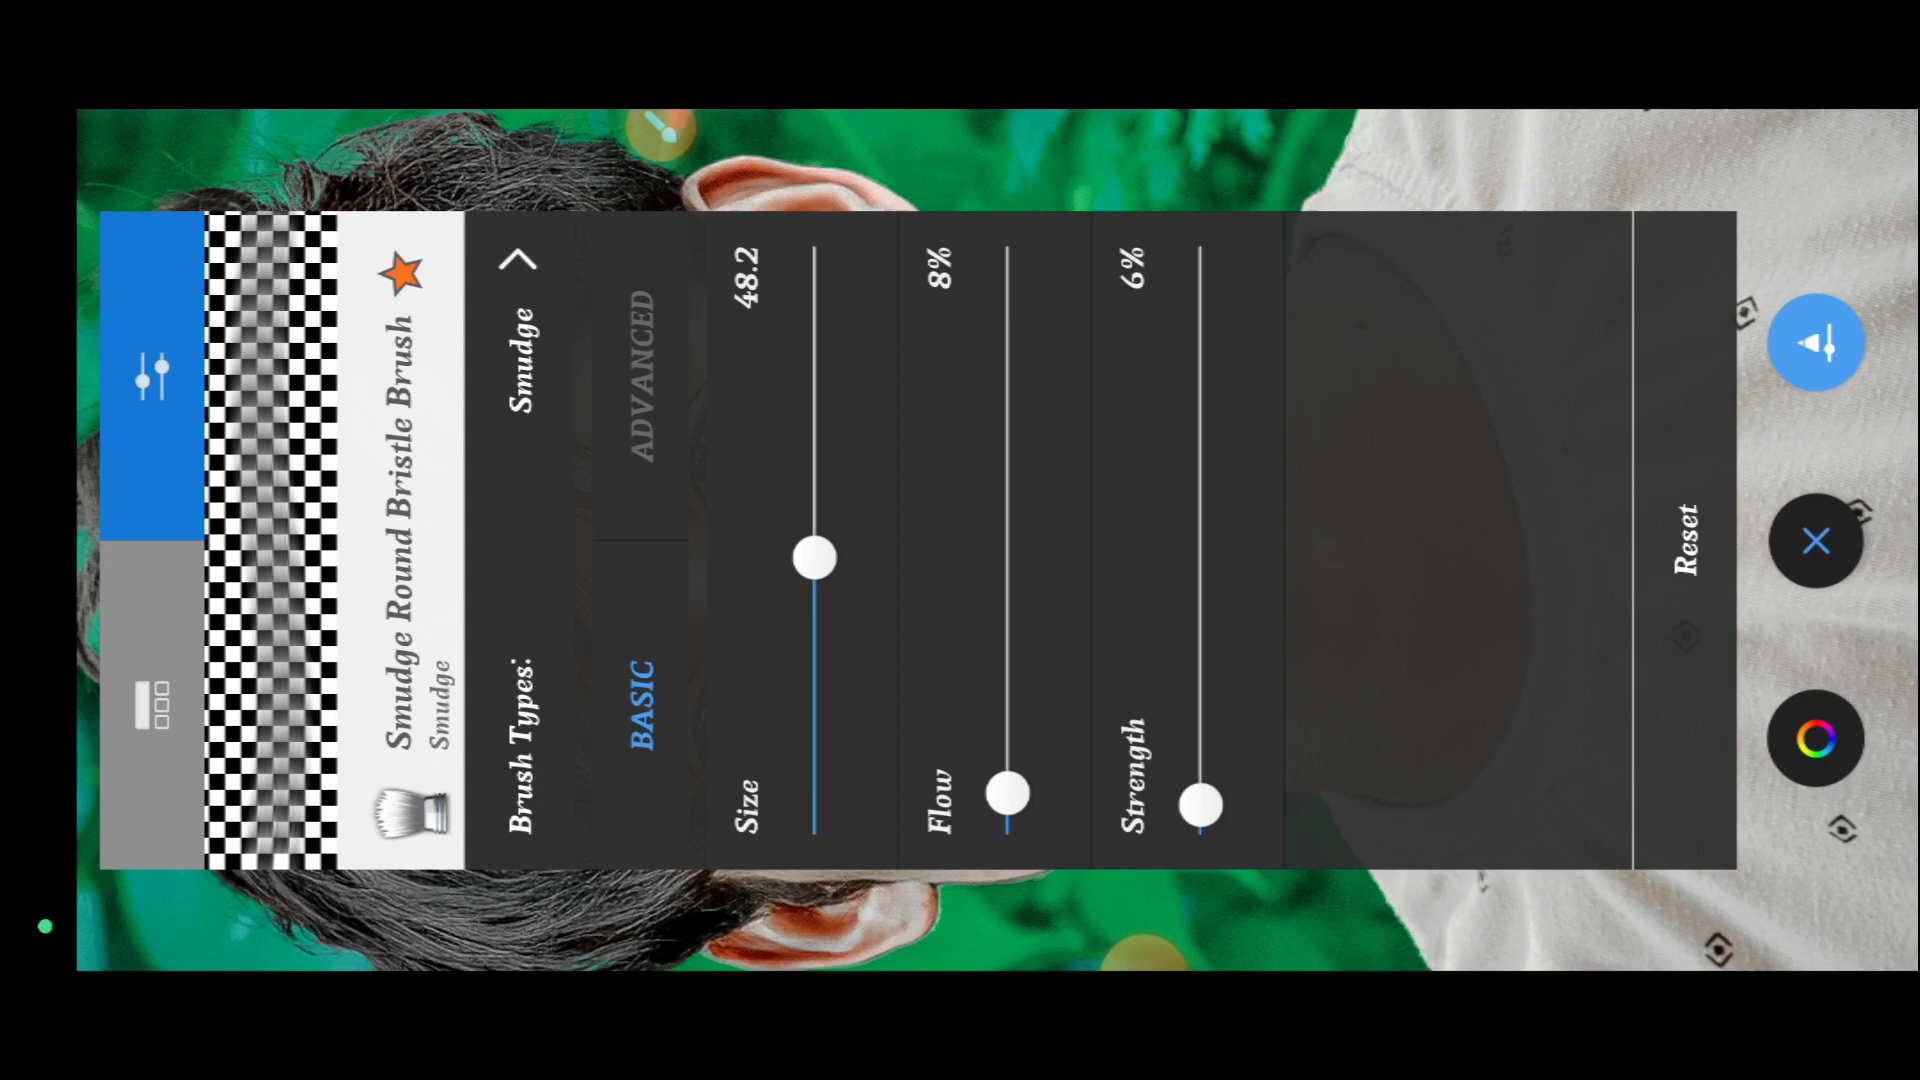 Smudge Round Bristle Brush
Smudge
Brush Types: Smudge
BASIC ADVANCED
Size 48.2
Flow 8%
Strength 6%
Reset